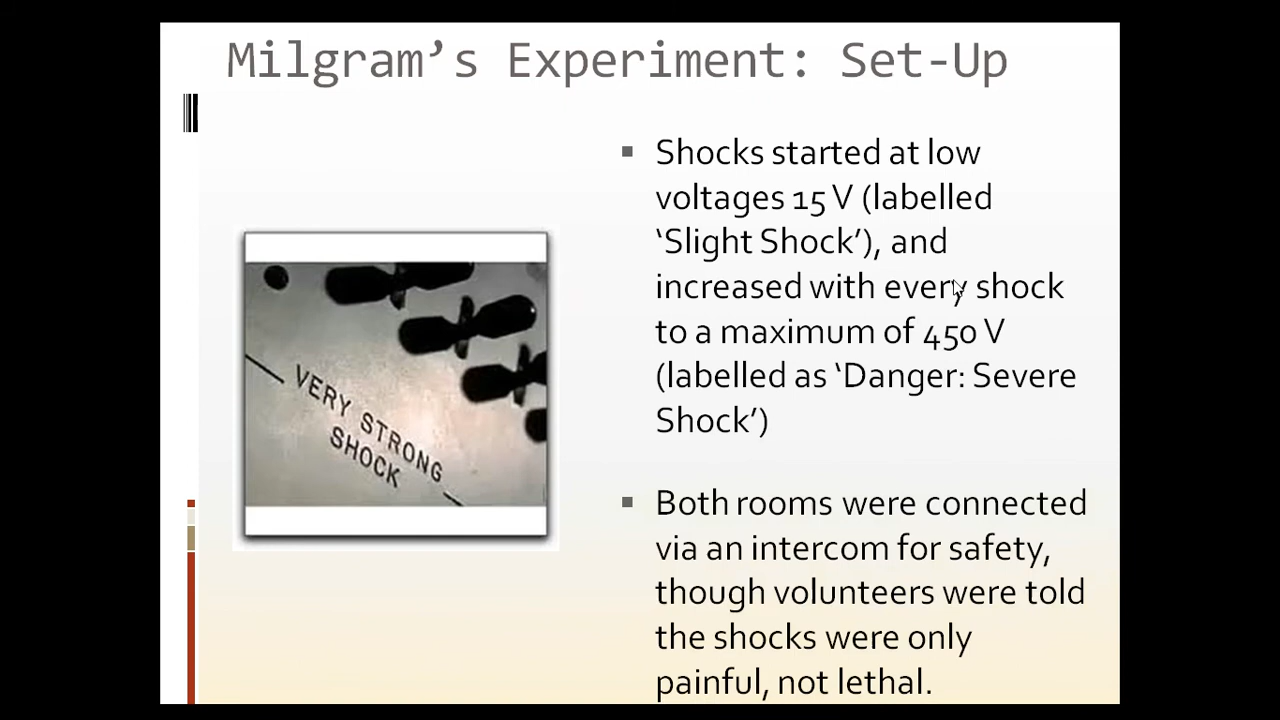 Milgram’s Experiment: Set-Up
▪ Shocks started at low
voltages 15 V (labelled
‘Slight Shock’), and
increased with every shock
to a maximum of 450 V
(labelled as ‘Danger: Severe
Shock’)
VERY STRONG
SHOCK
▪ Both rooms were connected
via an intercom for safety,
though volunteers were told
the shocks were only
painful, not lethal.